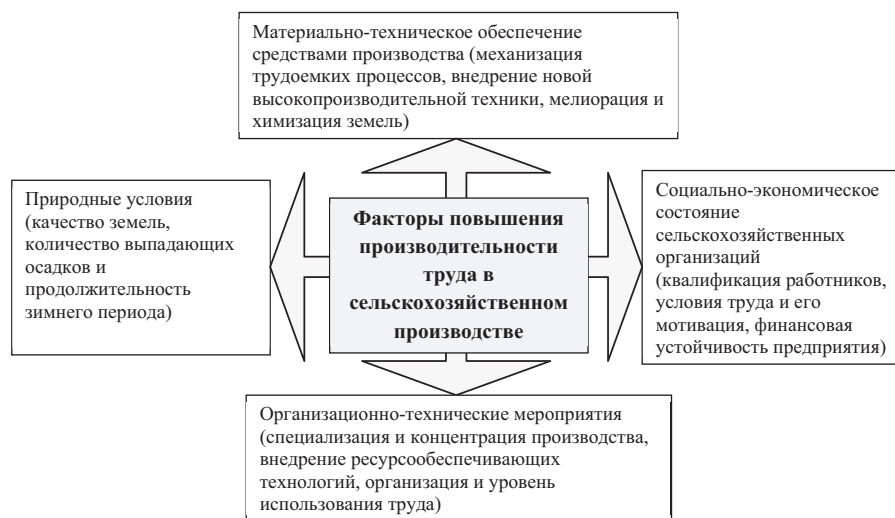 Материально-техническое обеспечение
средствами производства (механизация
трудоемких процессов, внедрение новой
высокопроизводительной техники, мелиорация и
химизация земель)
Природные условия
(качество земель,
количество выпадающих
осадков и
продолжительность
зимнего периода)
Факторы повышения
производительности
труда в
сельскохозяйственном
производстве
Социально-экономическое
состояние
сельскохозяйственных
организаций
(квалификация работников,
условия труда и его
мотивация, финансовая
устойчивость предприятия)
Организационно-технические мероприятия
(специализация и концентрация производства,
внедрение ресурсообеспечивающих
технологий, организация и уровень
использования труда)